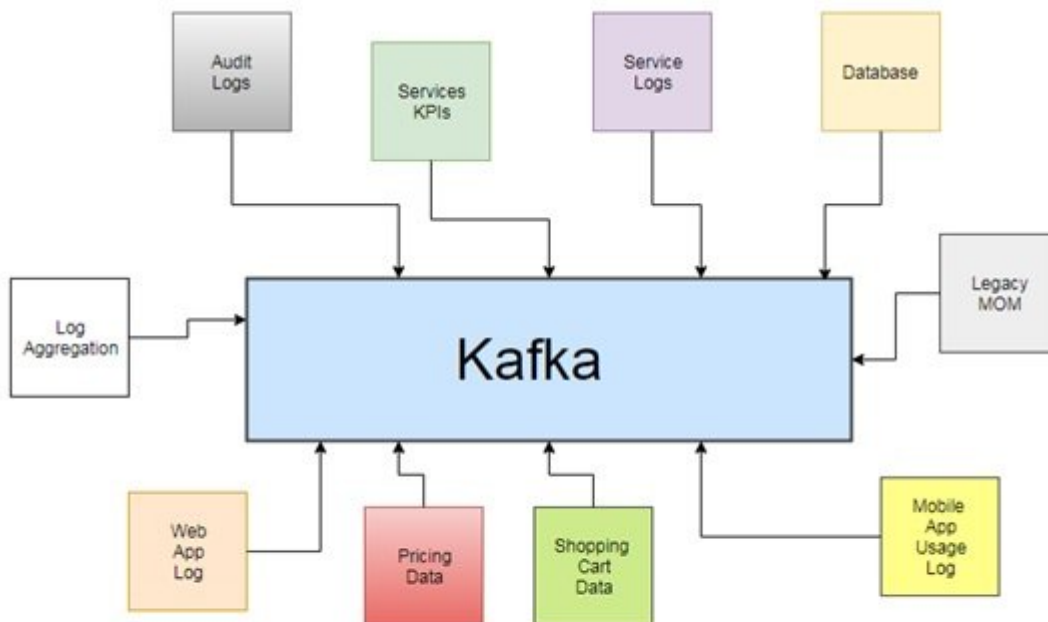 Audit
Logs
Services
KPIs
Service
Logs
Database
Log
Aggregation
Kafka
Legacy
MOM
Web
App
Log
Pricing
Data
Shopping
Cart
Data
Mobile
App
Usage
Log